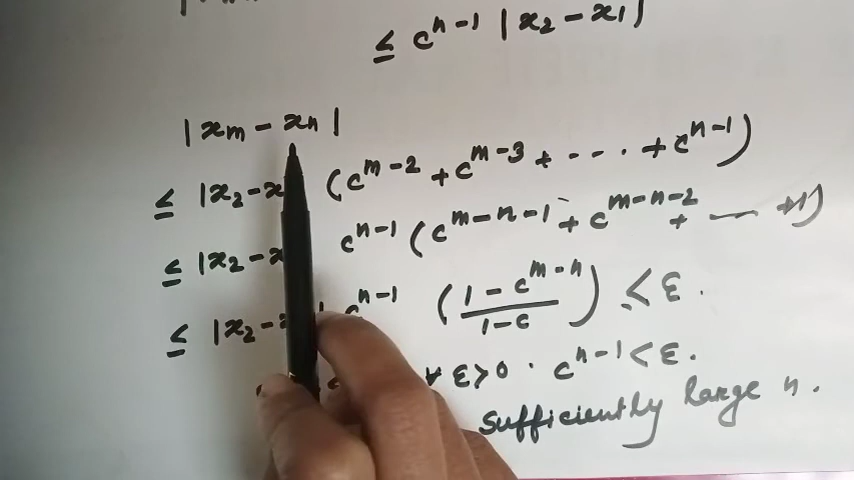 ≤ c^{n-1} |x_2 - x_1|
|x_m - x_n|
≤ |x_2 - x (c^{m-2} + c^{m-3} + - - - . + c^{n-1})
≤ |x_2 - x c^{n-1} (c^{m-n-1} + c^{m-n-2} + — +1)
≤ |x_2 - c^{n-1} (\frac{1 - c^{m-n}}{1-c}) < ε.
∀ ε>0 . c^{n-1} < ε.
sufficiently large n.